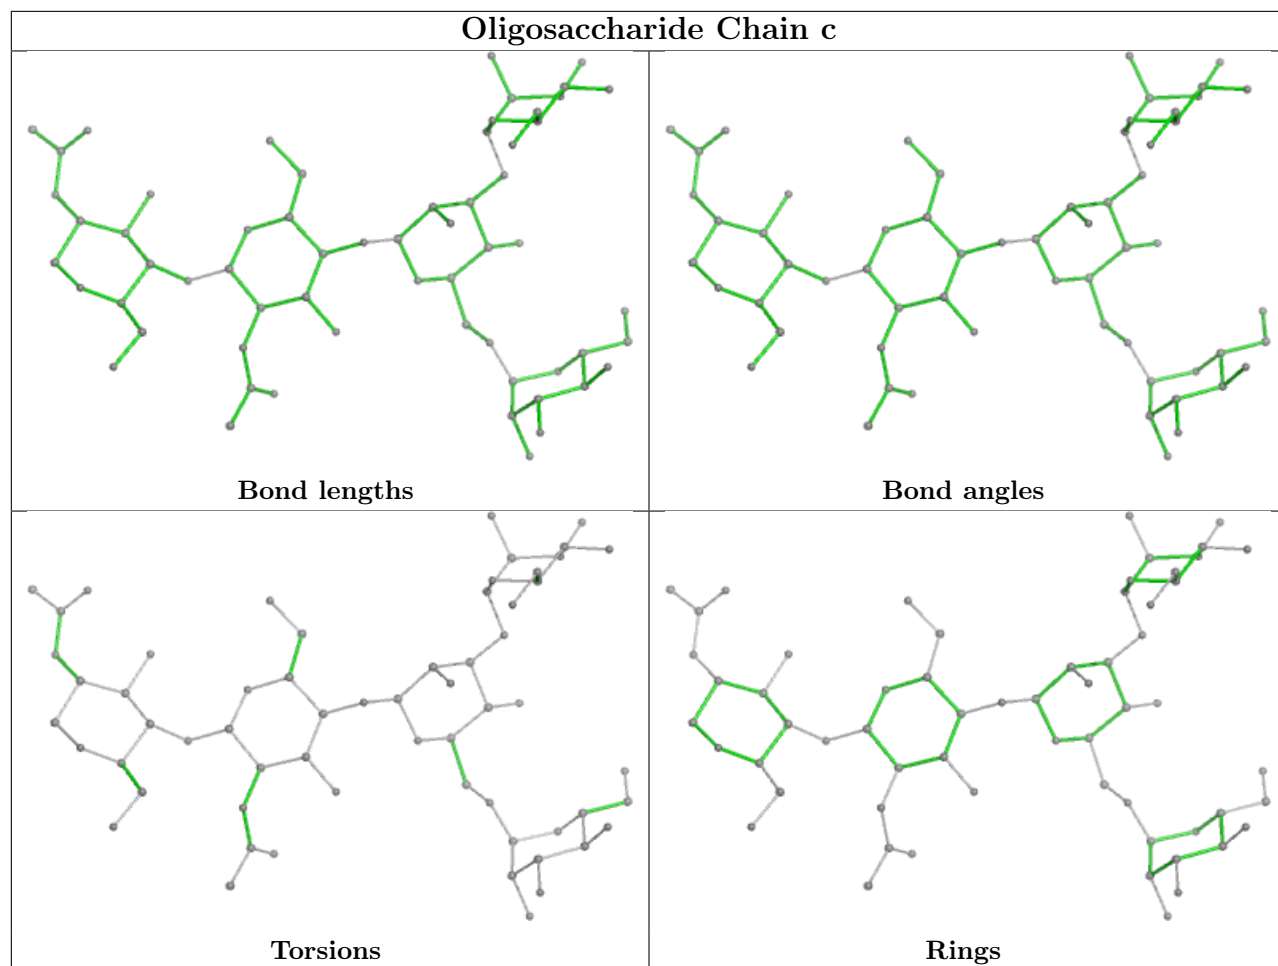 Oligosaccharide Chain c
Bond lengths
Bond angles
Torsions
Rings